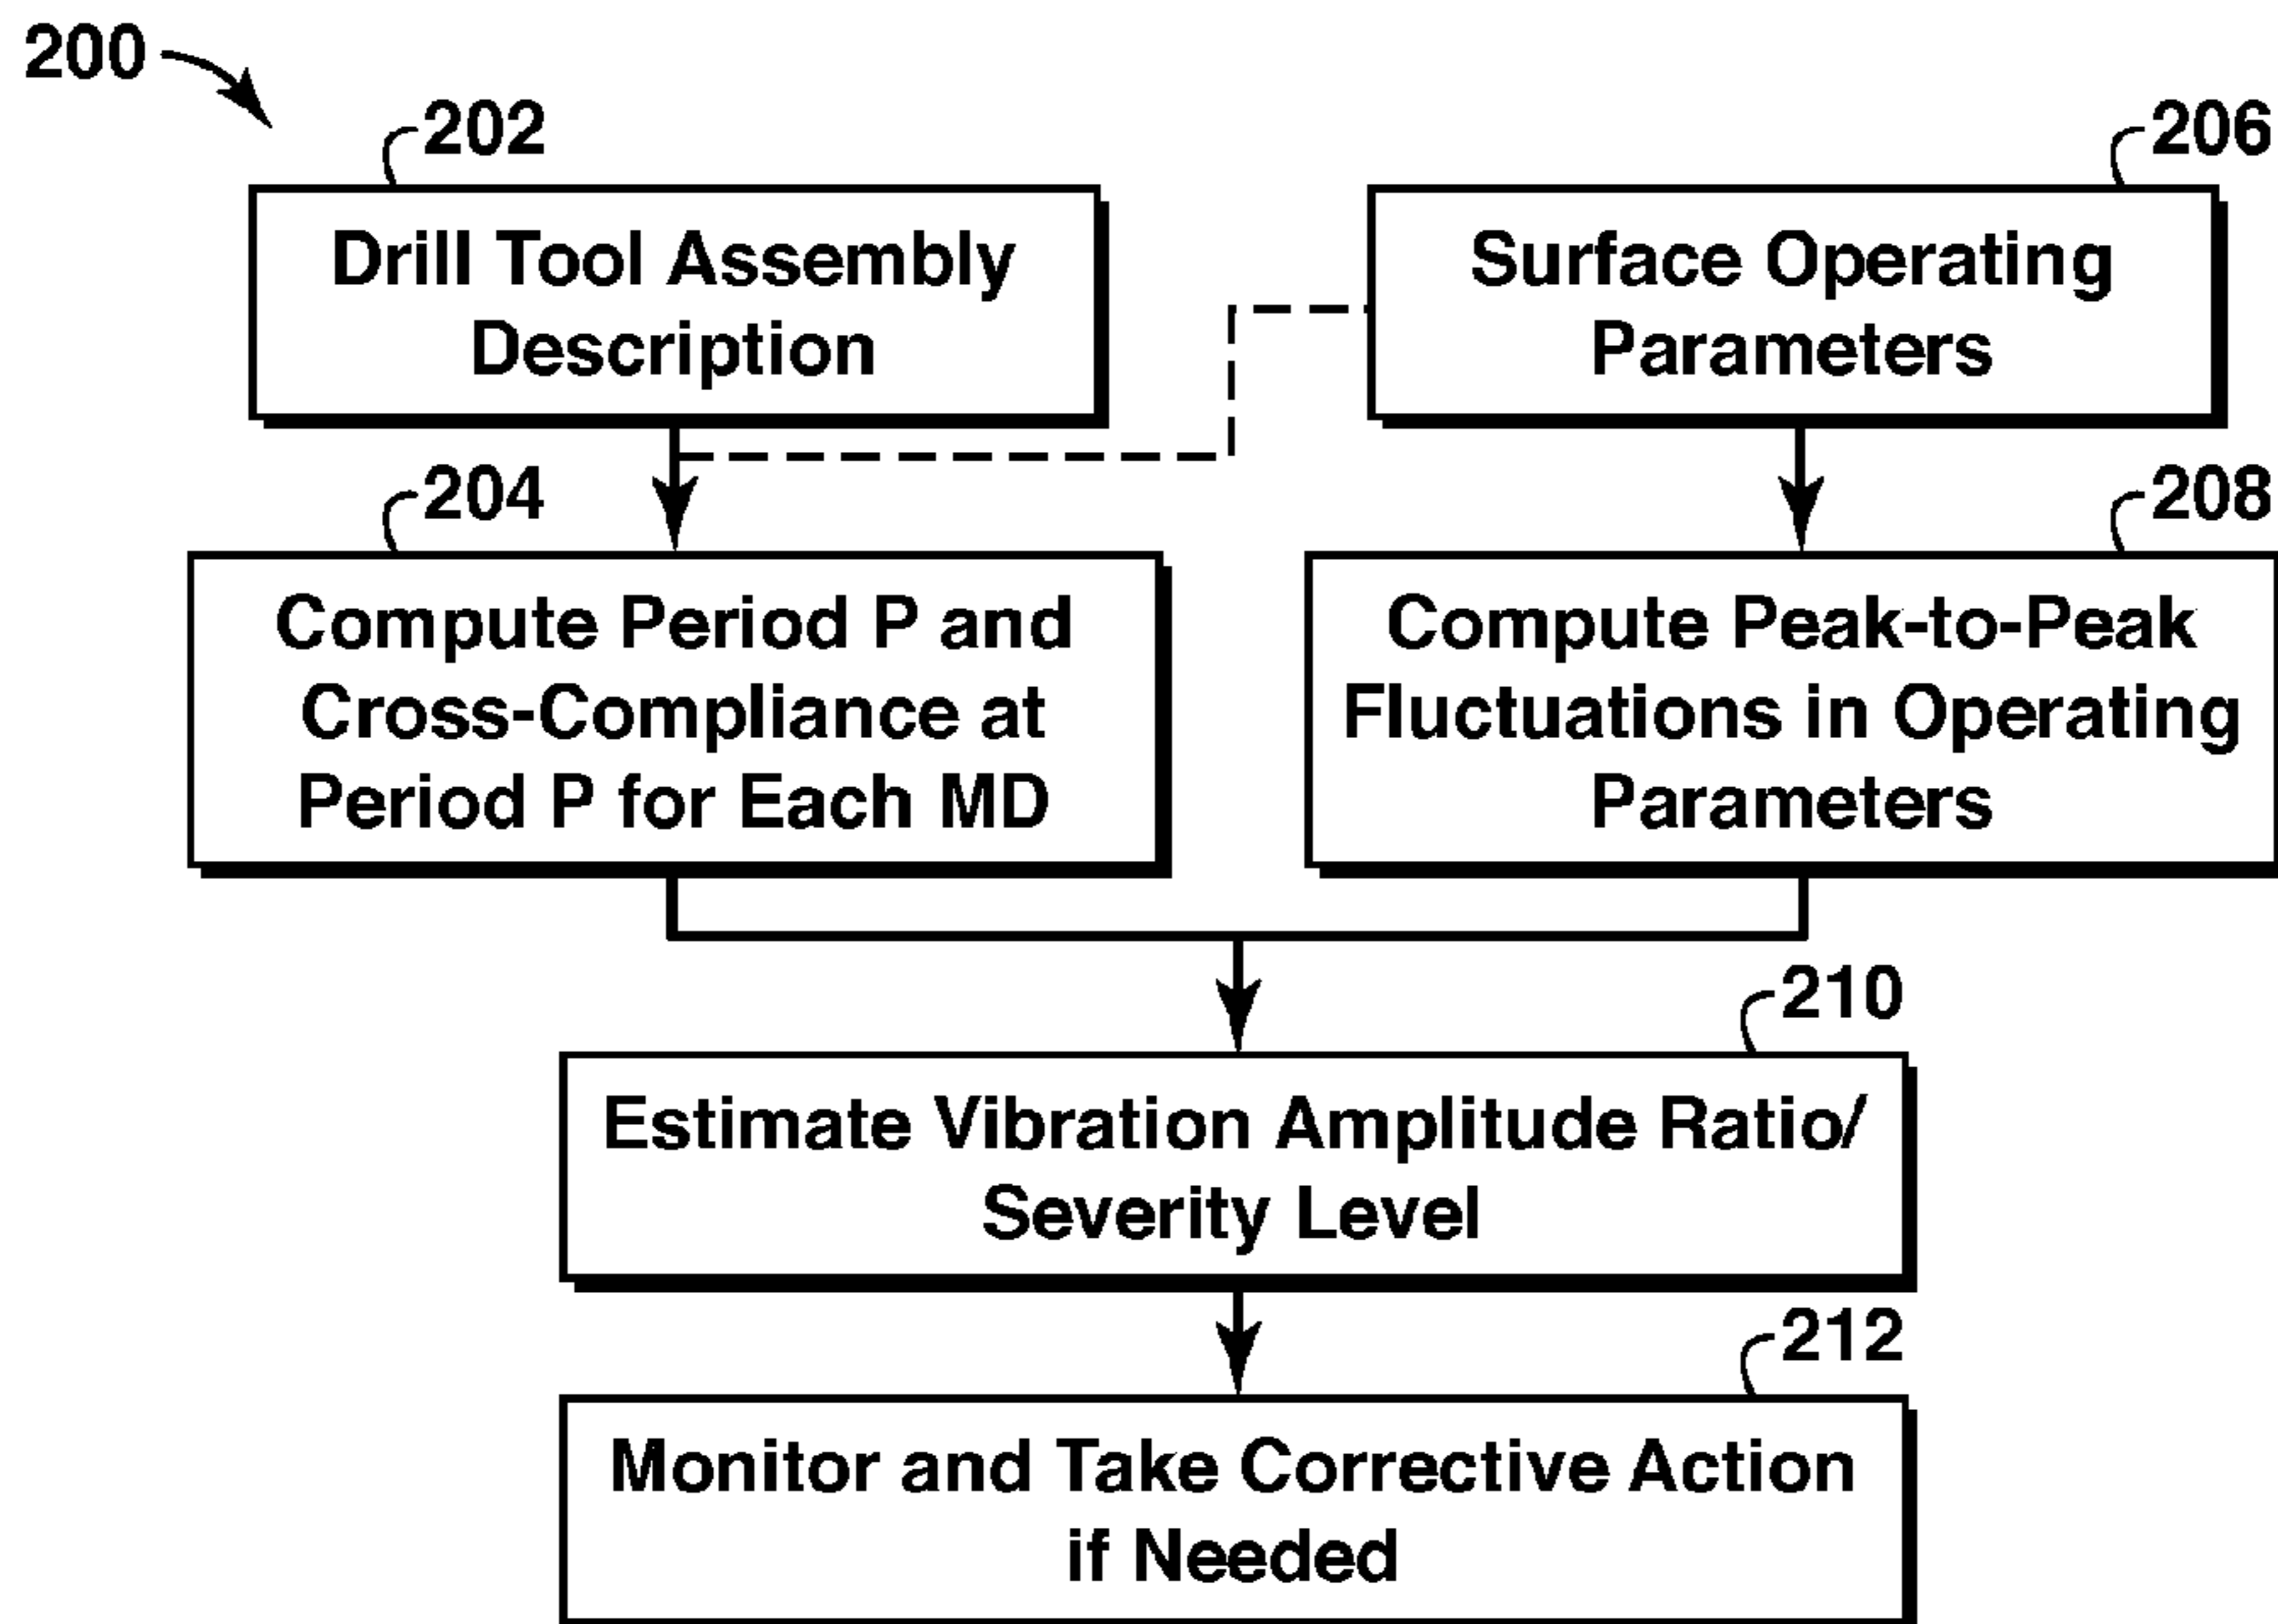 200
202
Drill Tool Assembly
Description
206
Surface Operating
Parameters
204
Compute Period P and
Cross-Compliance at
Period P for Each MD
208
Compute Peak-to-Peak
Fluctuations in Operating
Parameters
210
Estimate Vibration Amplitude Ratio/
Severity Level
212
Monitor and Take Corrective Action
if Needed